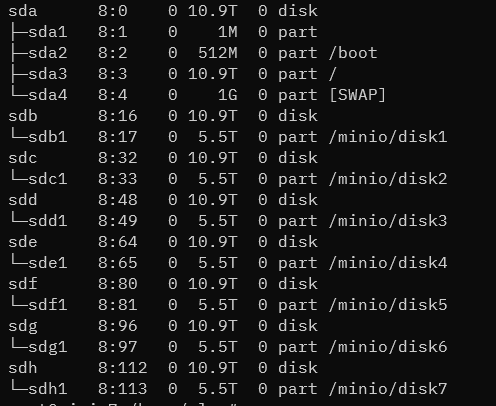 sda      8:0    0 10.9T  0 disk
├─sda1   8:1    0    1M  0 part
├─sda2   8:2    0  512M  0 part /boot
├─sda3   8:3    0 10.9T  0 part /
└─sda4   8:4    0    1G  0 part [SWAP]
sdb      8:16   0 10.9T  0 disk
└─sdb1   8:17   0  5.5T  0 part /minio/disk1
sdc      8:32   0 10.9T  0 disk
└─sdc1   8:33   0  5.5T  0 part /minio/disk2
sdd      8:48   0 10.9T  0 disk
└─sdd1   8:49   0  5.5T  0 part /minio/disk3
sde      8:64   0 10.9T  0 disk
└─sde1   8:65   0  5.5T  0 part /minio/disk4
sdf      8:80   0 10.9T  0 disk
└─sdf1   8:81   0  5.5T  0 part /minio/disk5
sdg      8:96   0 10.9T  0 disk
└─sdg1   8:97   0  5.5T  0 part /minio/disk6
sdh      8:112  0 10.9T  0 disk
└─sdh1   8:113  0  5.5T  0 part /minio/disk7